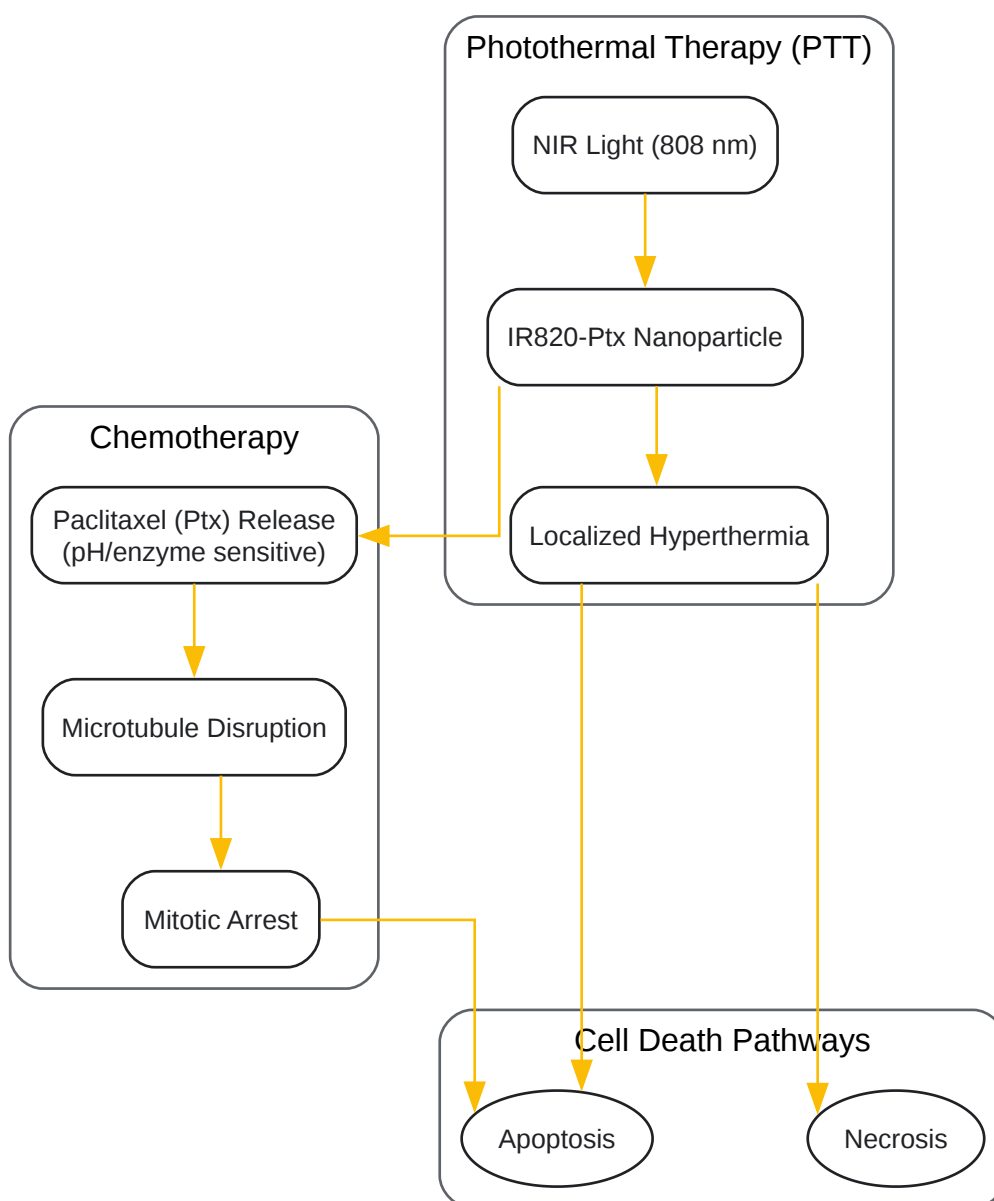 Photothermal Therapy (PTT)
NIR Light (808 nm)
IR820-Ptx Nanoparticle
Localized Hyperthermia
Chemotherapy
Paclitaxel (Ptx) Release
(pH/enzyme sensitive)
Microtubule Disruption
Mitotic Arrest
Cell Death Pathways
Apoptosis
Necrosis